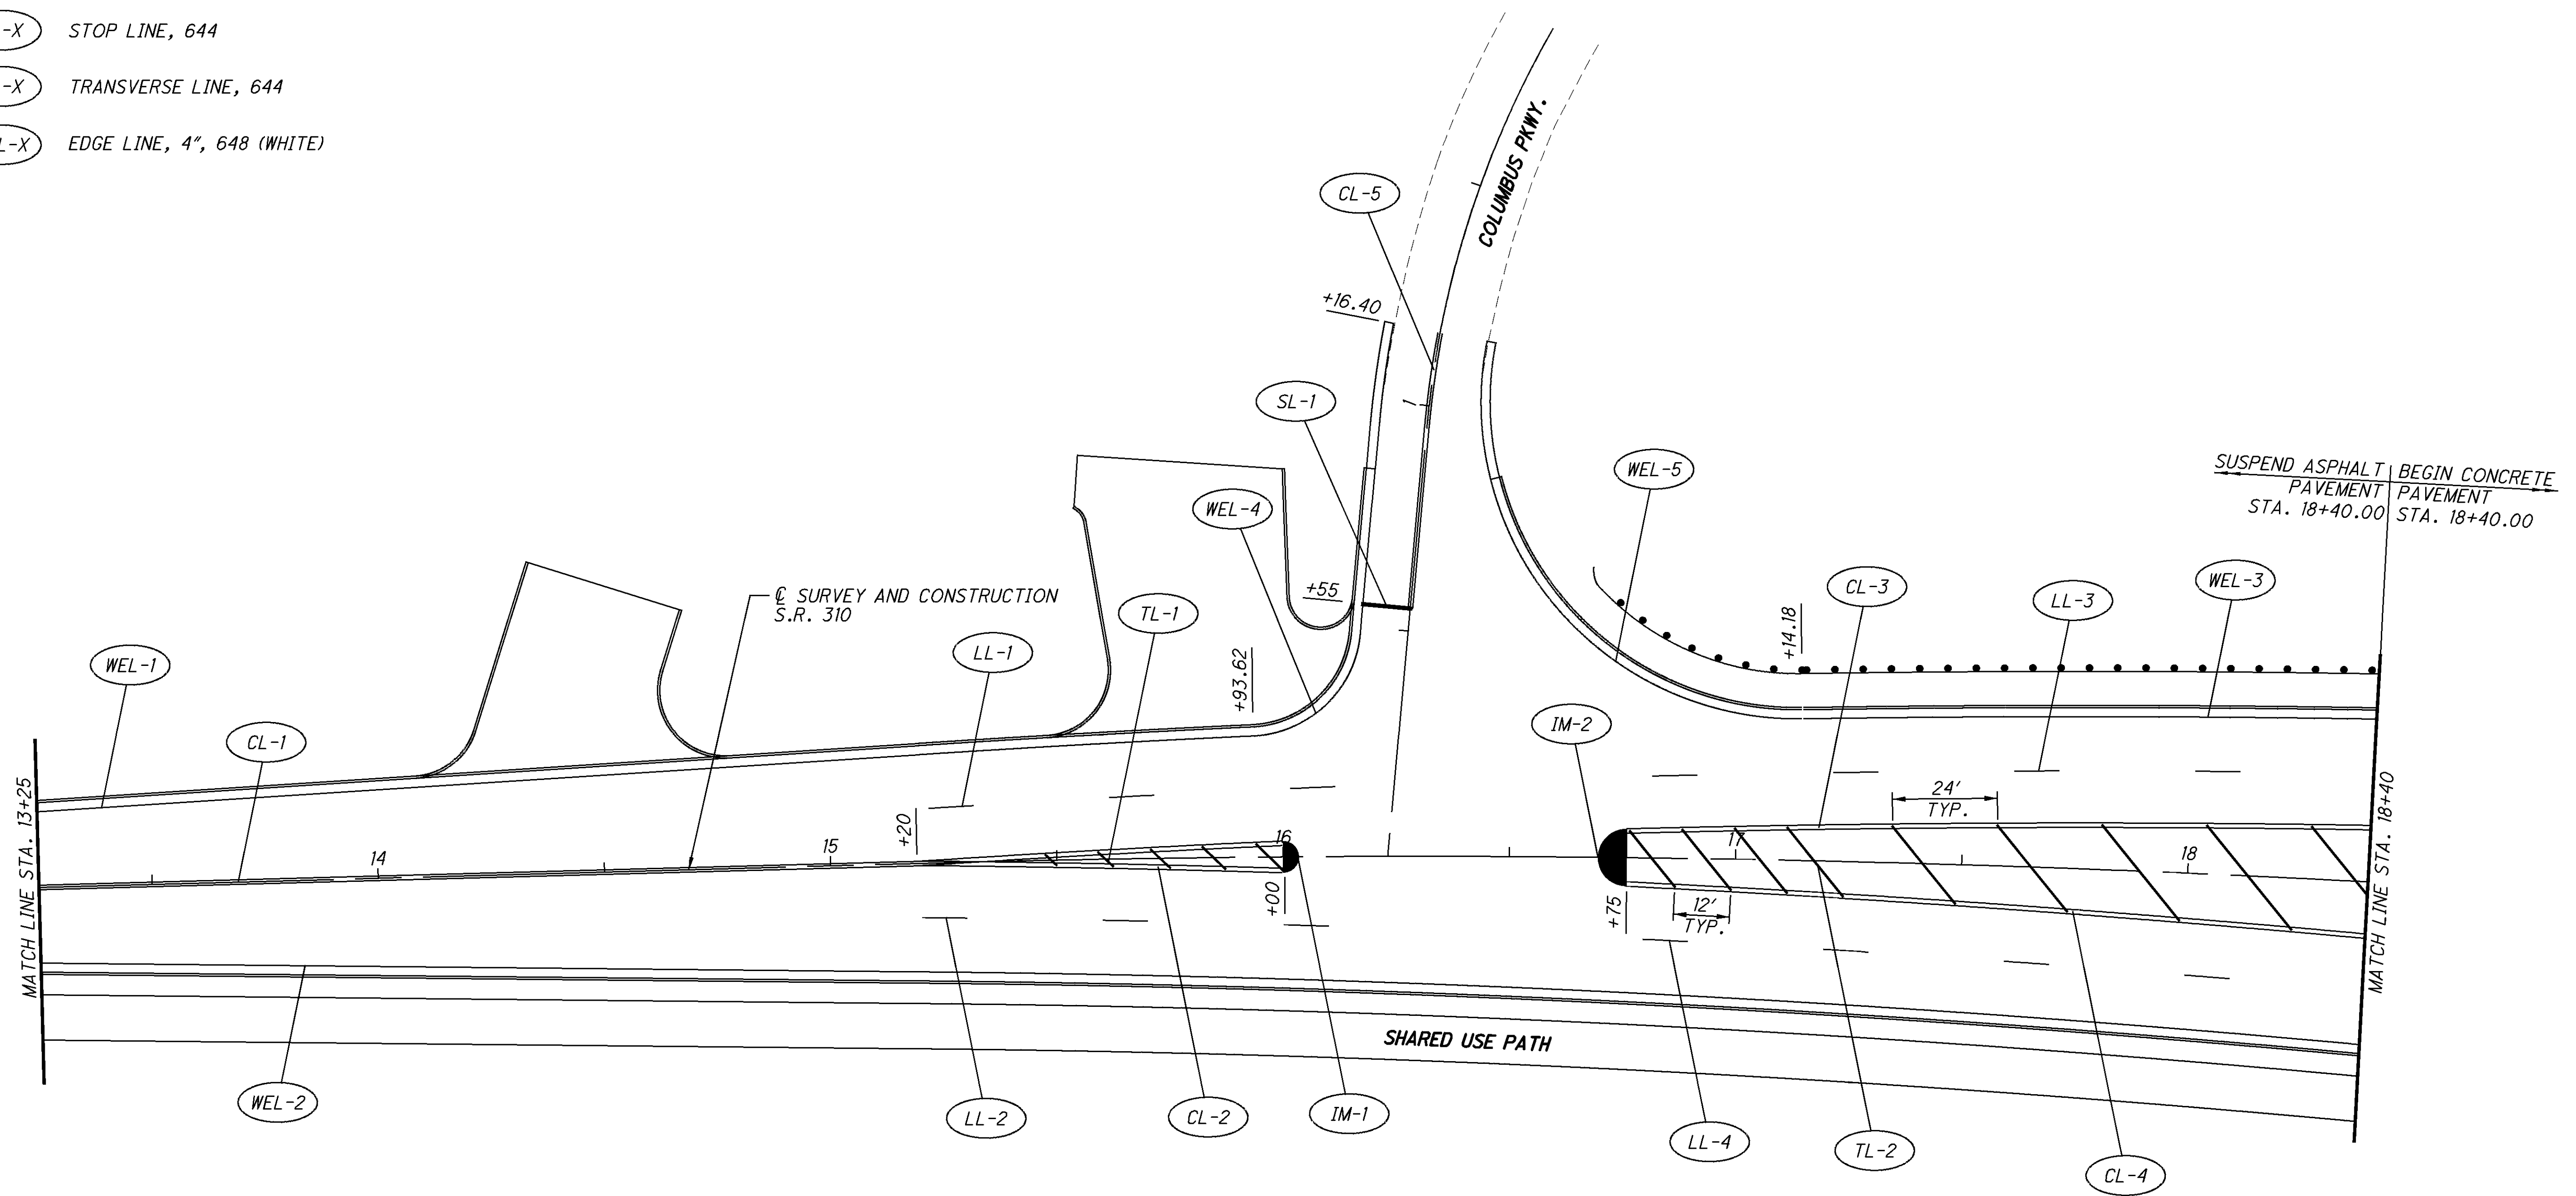 -X STOP LINE, 644
-X TRANSVERSE LINE, 644
L-X EDGE LINE, 4", 648 (WHITE)
COLUMBUS PKWY.
CL-5
+16.40
SL-1
1
WEL-5
WEL-4
SUSPEND ASPHALT BEGIN CONCRETE
PAVEMENT PAVEMENT
STA. 18+40.00 STA. 18+40.00
℄ SURVEY AND CONSTRUCTION
S.R. 310
+55
TL-1
CL-3
LL-3
WEL-3
WEL-1
LL-1
+93.62
+14.18
CL-1
IM-2
24'
TYP.
MATCH LINE STA. 13+25
14
15
+20
16
17
18
+00
+75
12'
TYP.
MATCH LINE STA. 18+40
SHARED USE PATH
WEL-2
LL-2
CL-2
IM-1
LL-4
TL-2
CL-4